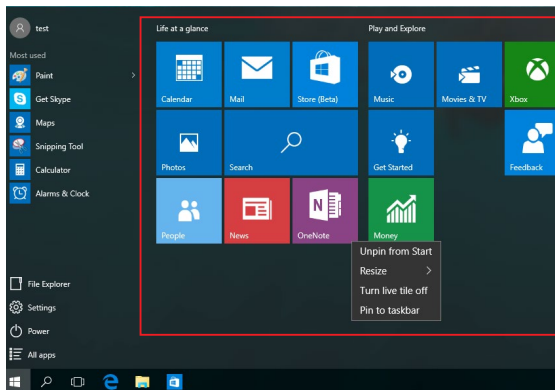 test
Most used
Paint
Get Skype
Maps
Snipping Tool
Calculator
Alarms & Clock
File Explorer
Settings
Power
All apps
Life at a glance
Play and Explore
Calendar
Mail
Store (Beta)
Music
Movies & TV
Xbox
Photos
Search
Get Started
Feedback
People
News
OneNote
Money
Unpin from Start
Resize
Turn live tile off
Pin to taskbar